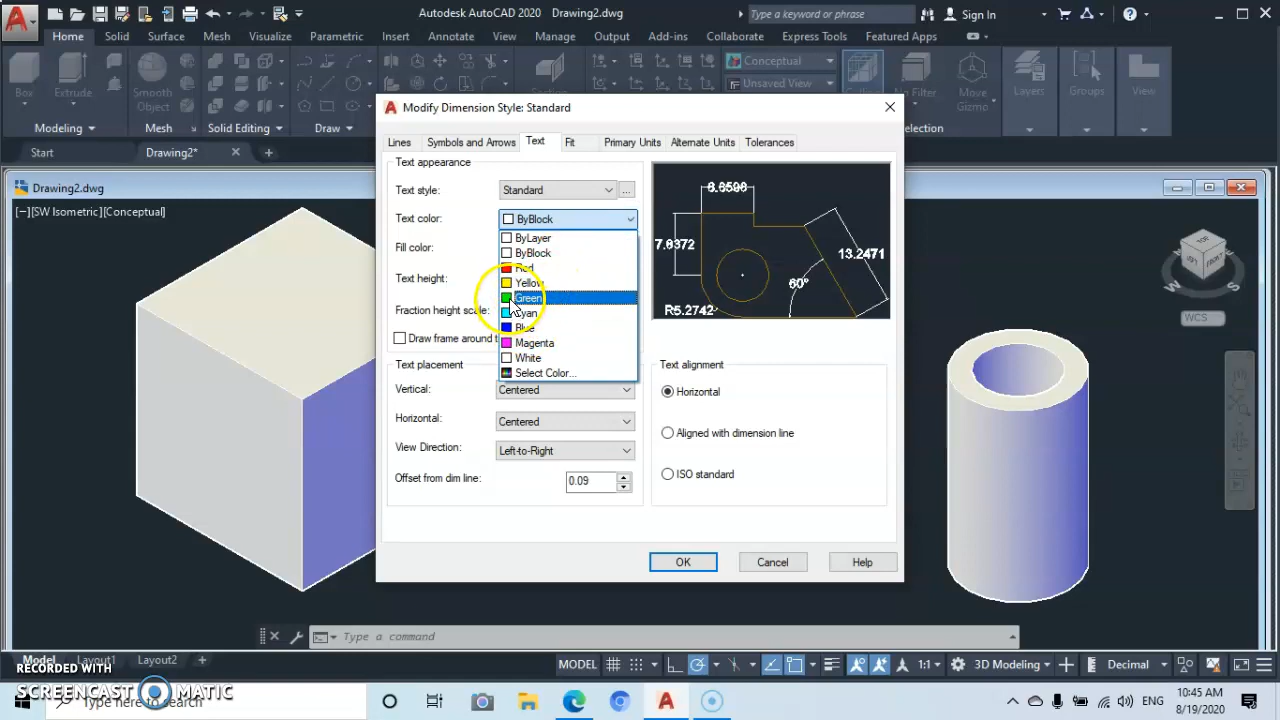 Autodesk AutoCAD 2020 Drawing2.dwg
Type a keyword or phrase
Sign In
Home Solid Surface Mesh Visualize Parametric Insert Annotate View Manage Output Add-ins Collaborate Express Tools Featured Apps
Box
Extrude
Smooth
Object
Conceptual
Unsaved View
Culling
No Filter
Move
Gizmo
Layers
Groups
View
Modeling
Mesh
Solid Editing
Draw
Selection
Start
Drawing2*
Drawing2.dwg
[−][SW Isometric][Conceptual]
Modify Dimension Style: Standard
Lines Symbols and Arrows Text Fit Primary Units Alternate Units Tolerances
Text appearance
Text style: Standard ...
Text color: ByBlock
ByLayer
ByBlock
Red
Yellow
Green
Cyan
Blue
Magenta
White
Select Color...
Fill color:
Text height:
Fraction height scale:
Draw frame around t
7.0372
13.2471
60°
R5.2742
Text placement
Vertical: Centered
Horizontal: Centered
View Direction: Left-to-Right
Offset from dim line: 0.09
Text alignment
Horizontal
Aligned with dimension line
ISO standard
OK Cancel Help
TOP
W
S
WCS
Type a command
Model Layout1 Layout2
MODEL
1:1
3D Modeling
Decimal
RECORDED WITH
SCREENCAST MATIC
Type here to search
ENG
10:45 AM
8/19/2020